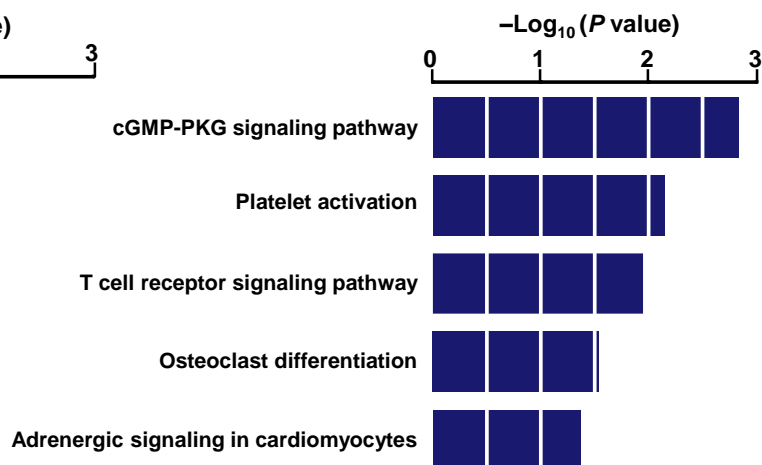 e)
3
–Log₁₀ (P value)
0 1 2 3
cGMP-PKG signaling pathway
Platelet activation
T cell receptor signaling pathway
Osteoclast differentiation
Adrenergic signaling in cardiomyocytes